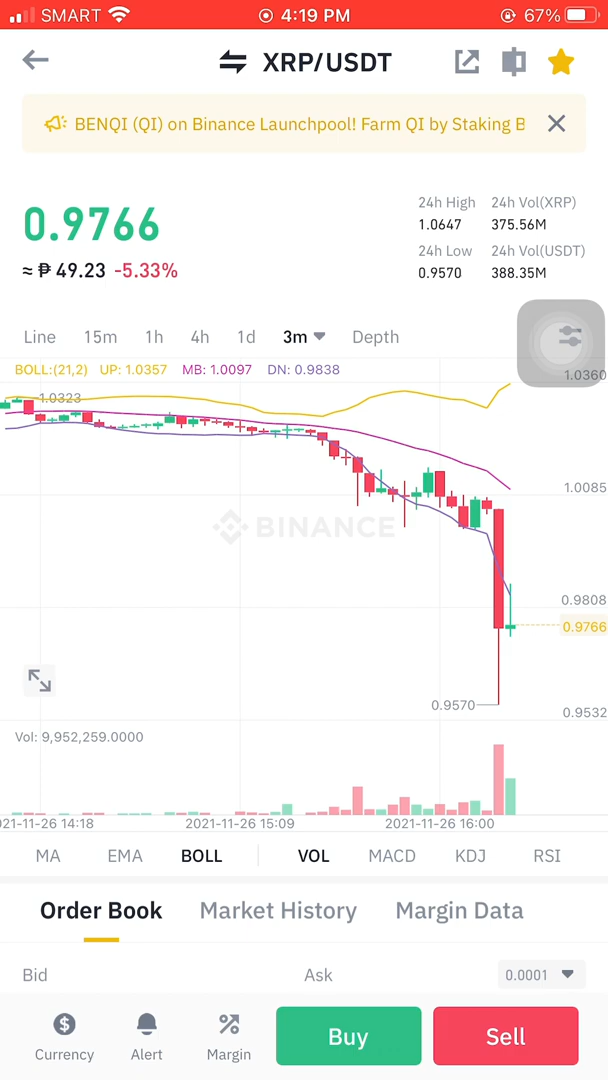 SMART 4:19 PM 67%
XRP/USDT
BENQI (QI) on Binance Launchpool! Farm QI by Staking B
0.9766
≈ ₱ 49.23 -5.33%
24h High 24h Vol(XRP)
1.0647 375.56M
24h Low 24h Vol(USDT)
0.9570 388.35M
Line 15m 1h 4h 1d 3m Depth
BOLL:(21,2) UP: 1.0357 MB: 1.0097 DN: 0.9838
1.0360
1.0323
1.0085
BINANCE
0.9808
0.9766
0.9570
0.9532
Vol: 9,952,259.0000
021-11-26 14:18 2021-11-26 15:09 2021-11-26 16:00
MA EMA BOLL VOL MACD KDJ RSI
Order Book Market History Margin Data
Bid Ask 0.0001
Currency Alert Margin Buy Sell